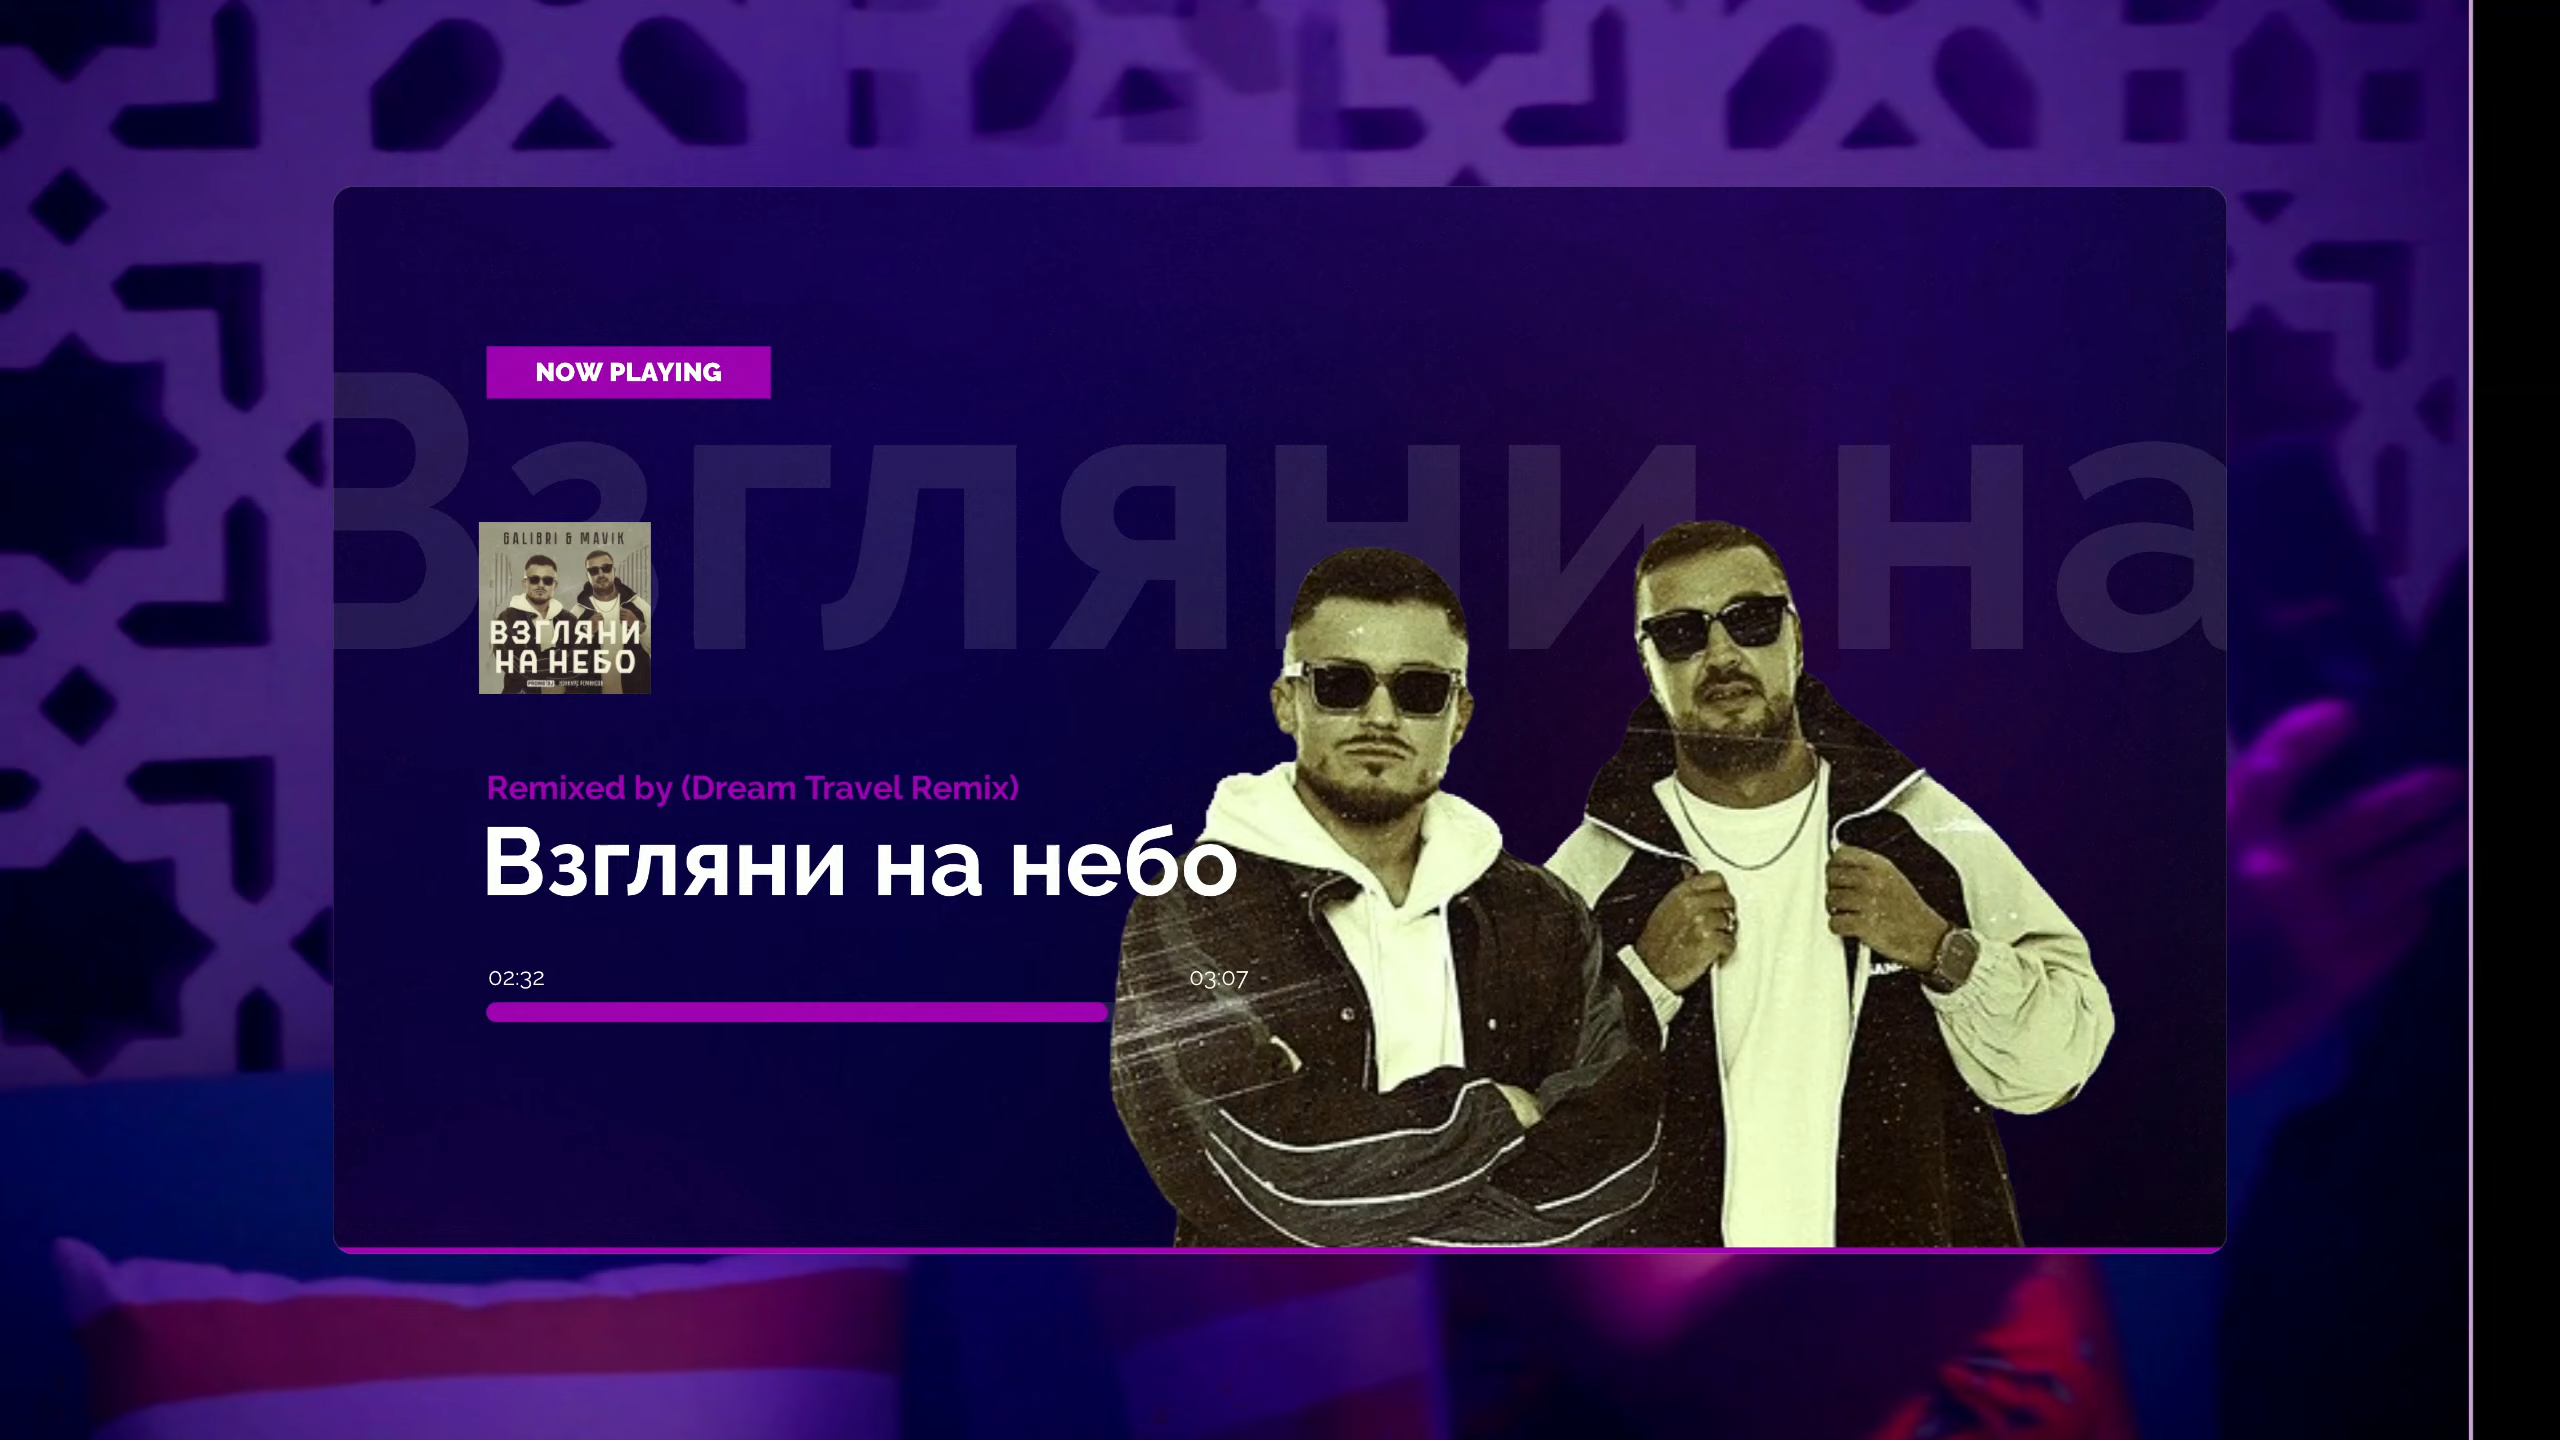 NOW PLAYING
Взгляни на
GALIBRI & MAVIK
ВЗГЛЯНИ
НА НЕБО
Remixed by (Dream Travel Remix)
Взгляни на небо
02:32
03:07